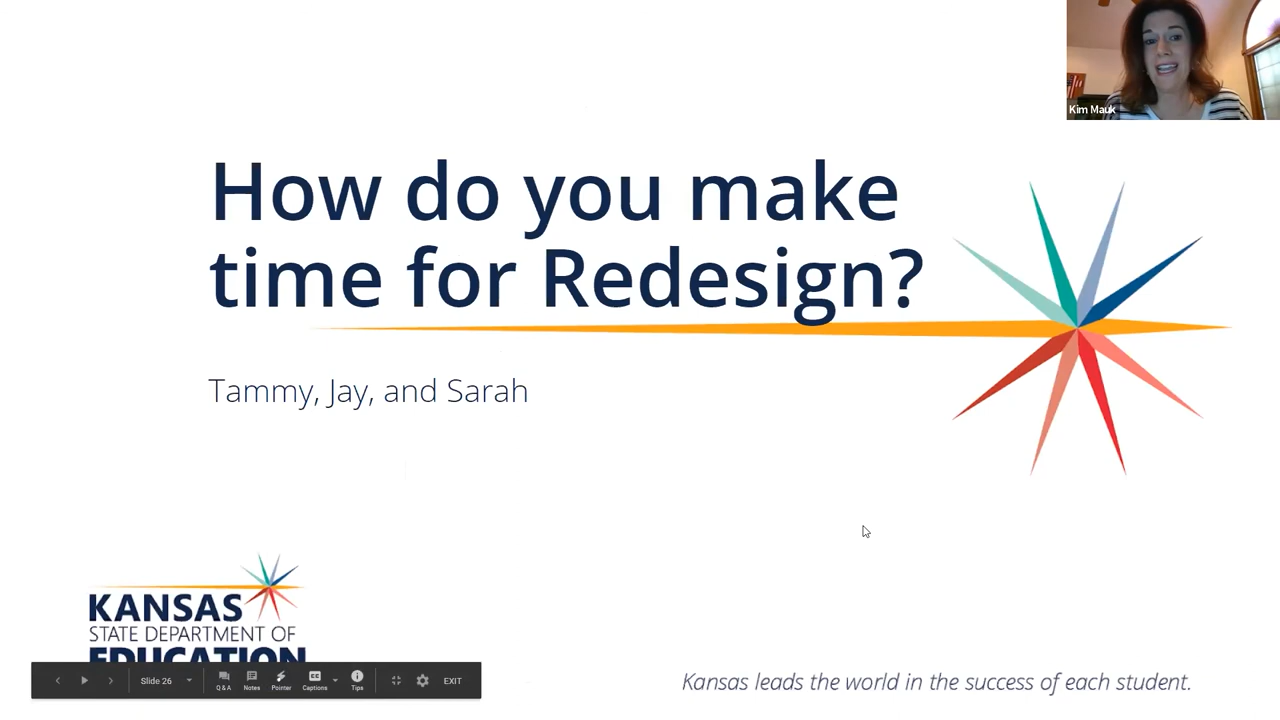 Kim Mauk
How do you make
time for Redesign?
Tammy, Jay, and Sarah
KANSAS
STATE DEPARTMENT OF
EDUCATION
Slide 26
Q & A
Notes
Pointer
Captions
Tips
EXIT
Kansas leads the world in the success of each student.